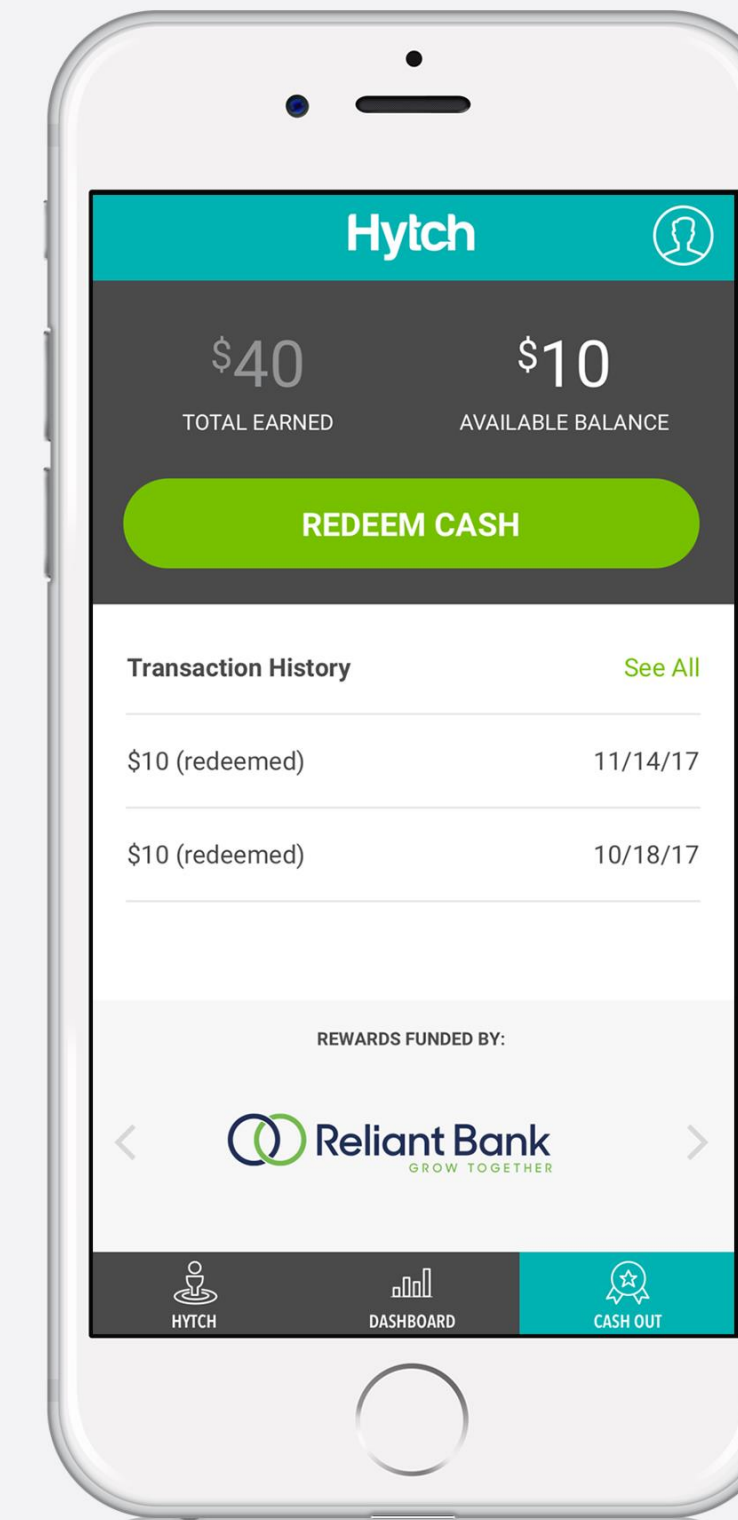 Hytch
$40
$10
TOTAL EARNED
AVAILABLE BALANCE
REDEEM CASH
Transaction History
See All
$10 (redeemed)
11/14/17
$10 (redeemed)
10/18/17
REWARDS FUNDED BY:
Reliant Bank
GROW TOGETHER
HYTCH
DASHBOARD
CASH OUT